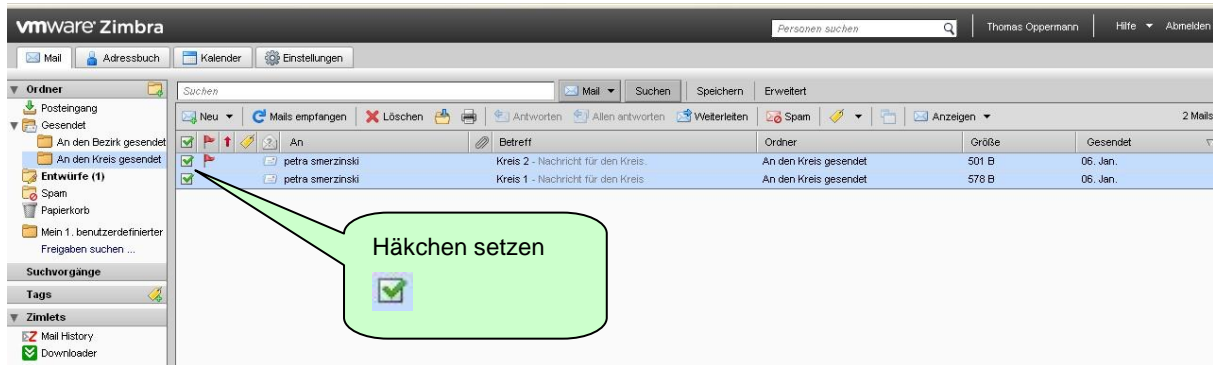 vmware Zimbra
Personen suchen Thomas Oppermann Hilfe Abmelden
Mail Adressbuch Kalender Einstellungen
Ordner
Posteingang
Gesendet
An den Bezirk gesendet
An den Kreis gesendet
Entwürfe (1)
Spam
Papierkorb
Mein 1. benutzerdefinierter
Freigaben suchen ...
Suchvorgänge
Tags
Zimlets
Mail History
Downloader
Suchen Mail Suchen Speichern Erweitert
Neu Mails empfangen Löschen Antworten Allen antworten Weiterleiten Spam Anzeigen 2 Mails
An Betreff Ordner Größe Gesendet
petra smerzinski Kreis 2 - Nachricht für den Kreis. An den Kreis gesendet 501 B 06. Jan.
petra smerzinski Kreis 1 - Nachricht für den Kreis An den Kreis gesendet 578 B 06. Jan.
Häkchen setzen